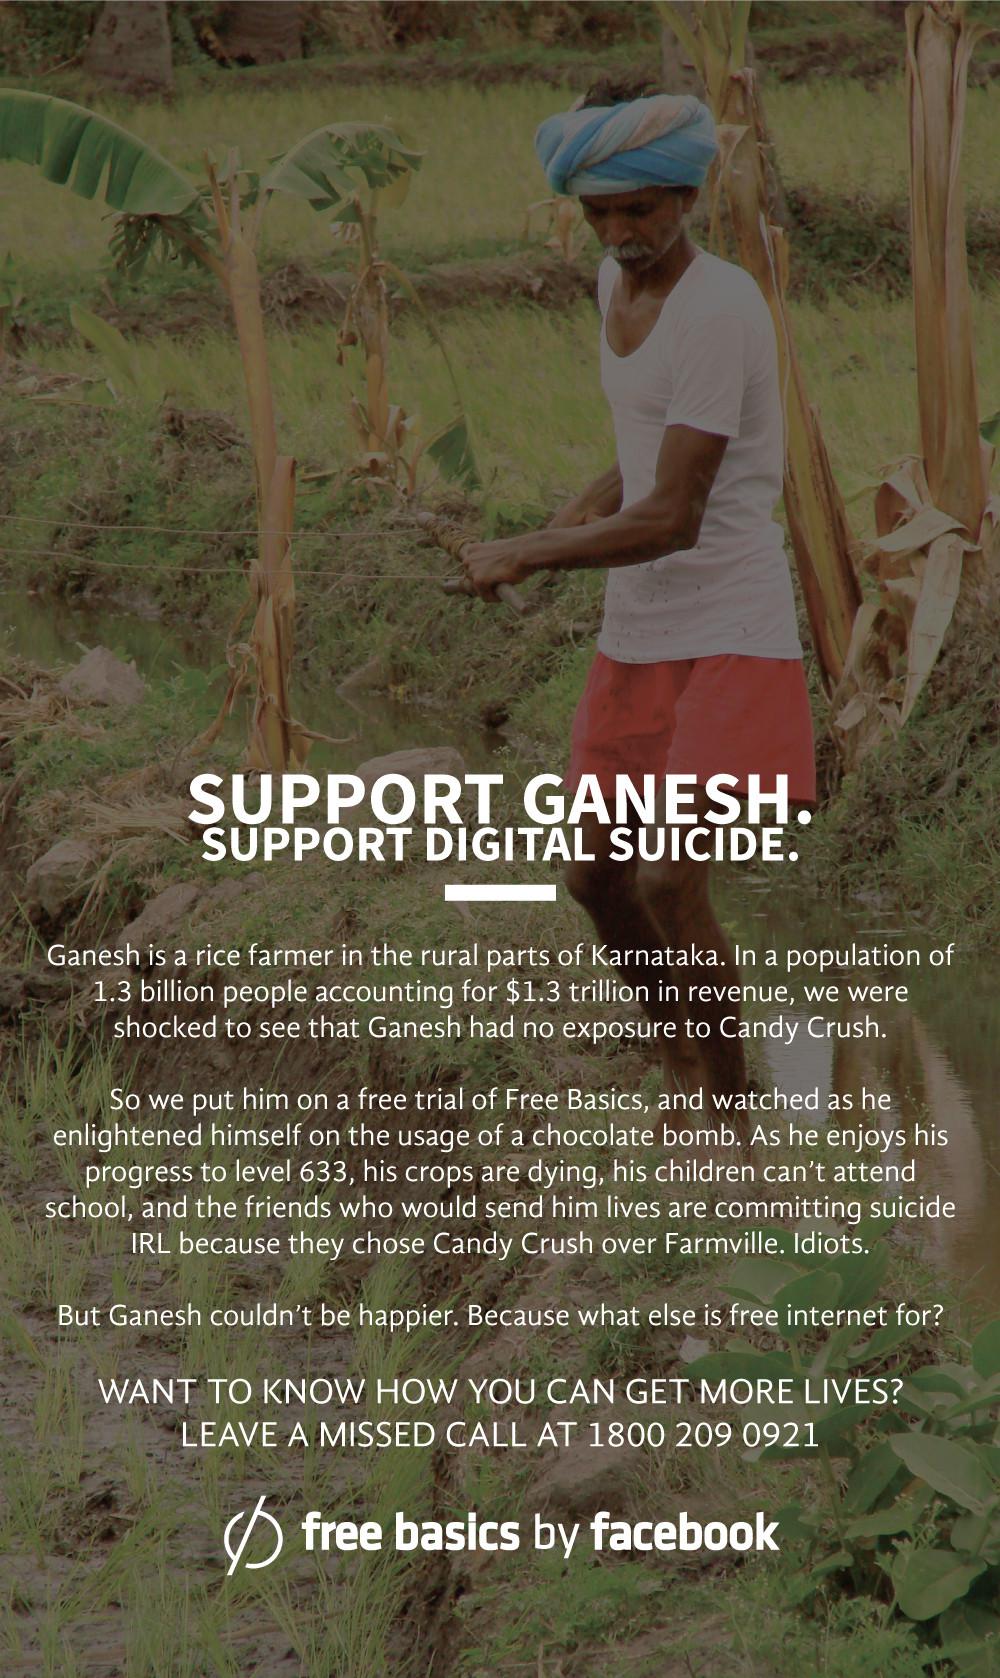 SUPPORT GANESH.
SUPPORT DIGITAL SUICIDE.
Ganesh is a rice farmer in the rural parts of Karnataka. In a population of
1.3 billion people accounting for $1.3 trillion in revenue, we were
shocked to see that Ganesh had no exposure to Candy Crush.
So we put him on a free trial of Free Basics, and watched as he
enlightened himself on the usage of a chocolate bomb. As he enjoys his
progress to level 633, his crops are dying, his children can't attend
school, and the friends who would send him lives are committing suicide
IRL because they chose Candy Crush over Farmville. Idiots.
But Ganesh couldn't be happier. Because what else is free internet for?
WANT TO KNOW HOW YOU CAN GET MORE LIVES?
LEAVE A MISSED CALL AT 1800 209 0921
free basics by facebook